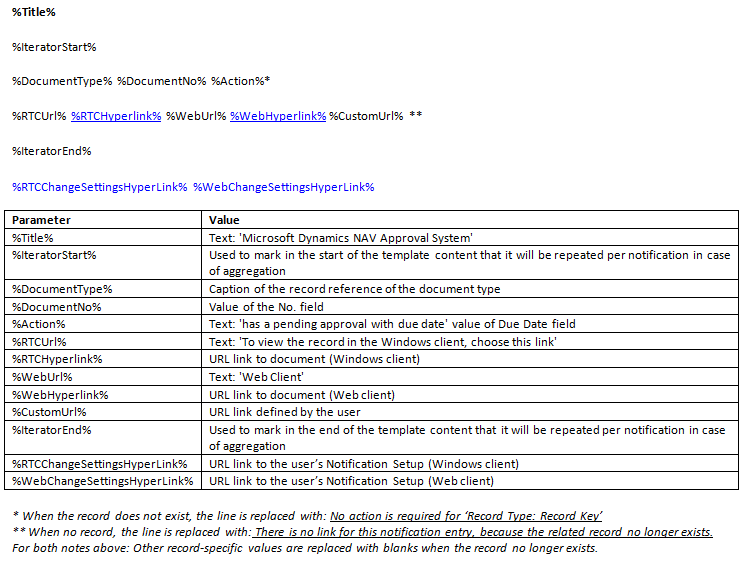 %Title%
%IteratorStart%
%DocumentType% %DocumentNo% %Action%*
%RTCUrl% %RTCHyperlink% %WebUrl% %WebHyperlink% %CustomUrl% **
%IteratorEnd%
%RTCChangeSettingsHyperLink% %WebChangeSettingsHyperLink%
Parameter Value
%Title% Text: 'Microsoft Dynamics NAV Approval System'
%IteratorStart% Used to mark in the start of the template content that it will be repeated per notification in case
of aggregation
%DocumentType% Caption of the record reference of the document type
%DocumentNo% Value of the No. field
%Action% Text: 'has a pending approval with due date' value of Due Date field
%RTCUrl% Text: 'To view the record in the Windows client, choose this link'
%RTCHyperlink% URL link to document (Windows client)
%WebUrl% Text: 'Web Client'
%WebHyperlink% URL link to document (Web client)
%CustomUrl% URL link defined by the user
%IteratorEnd% Used to mark in the end of the template content that it will be repeated per notification in case
of aggregation
%RTCChangeSettingsHyperLink% URL link to the user’s Notification Setup (Windows client)
%WebChangeSettingsHyperLink% URL link to the user’s Notification Setup (Web client)
* When the record does not exist, the line is replaced with: No action is required for ‘Record Type: Record Key’
** When no record, the line is replaced with: There is no link for this notification entry, because the related record no longer exists.
For both notes above: Other record-specific values are replaced with blanks when the record no longer exists.